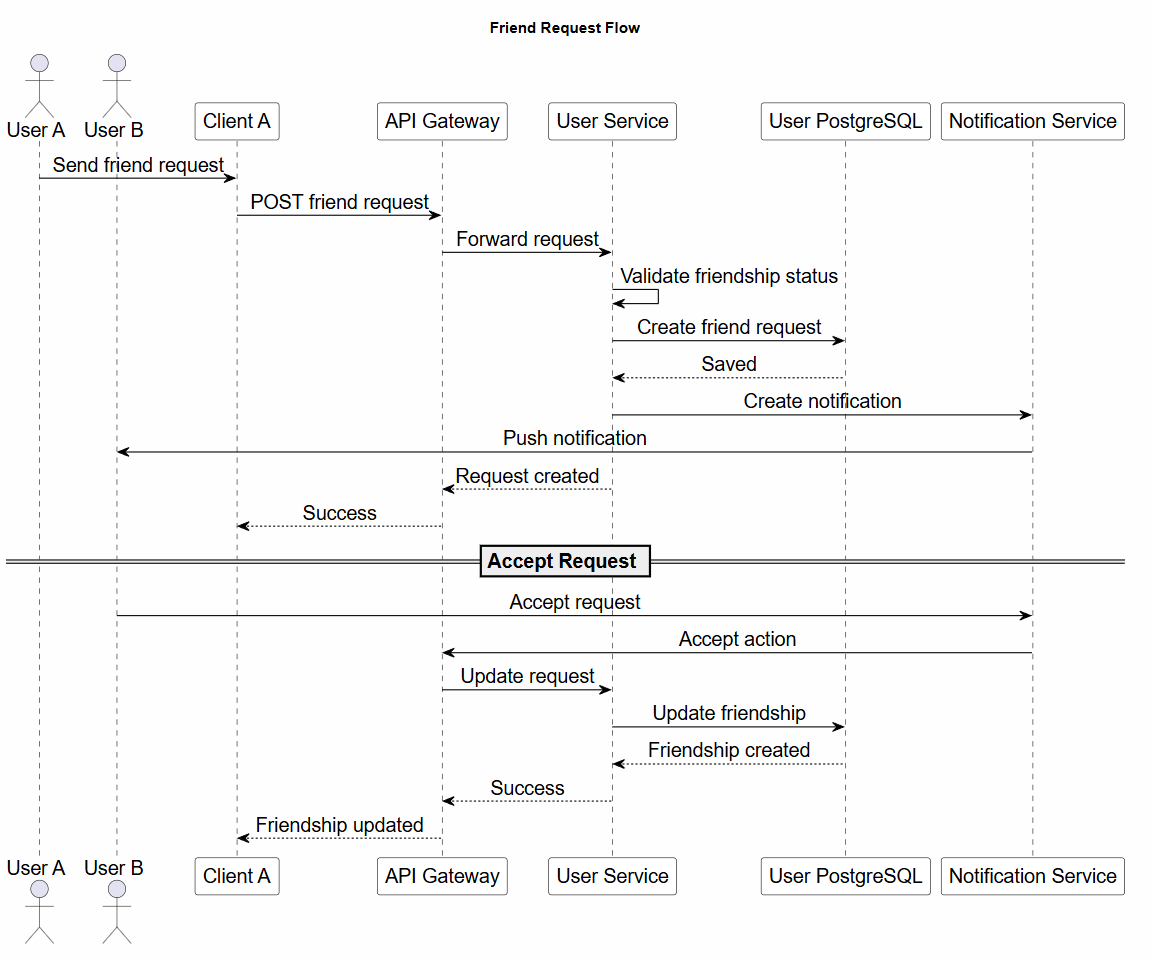 Friend Request Flow
User A
User B
Client A
API Gateway
User Service
User PostgreSQL
Notification Service
Send friend request
POST friend request
Forward request
Validate friendship status
Create friend request
Saved
Create notification
Push notification
Request created
Success
Accept Request
Accept request
Accept action
Update request
Update friendship
Friendship created
Success
Friendship updated
User A
User B
Client A
API Gateway
User Service
User PostgreSQL
Notification Service